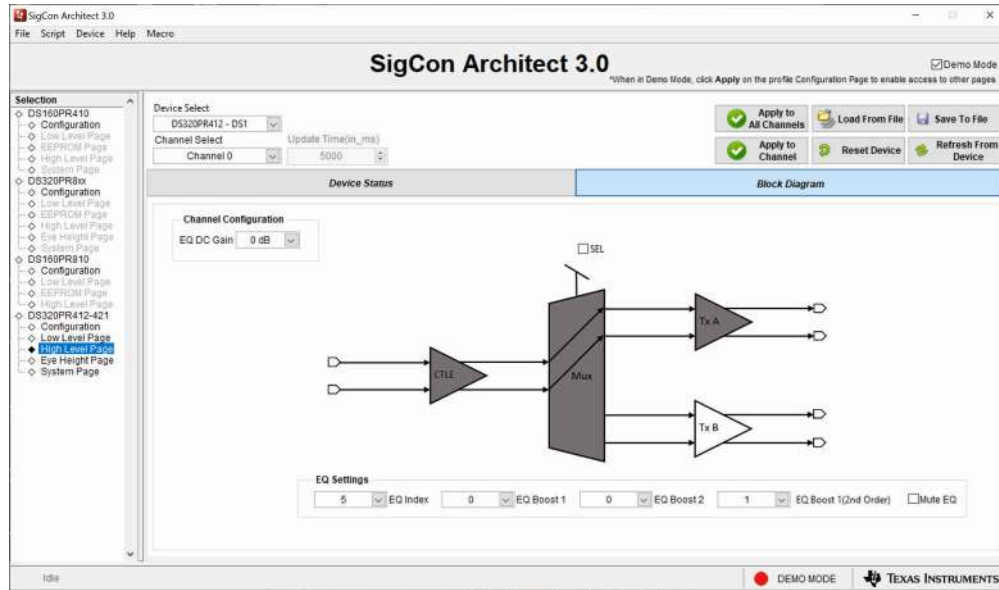 SigCon Architect 3.0
File Script Device Help Macro
SigCon Architect 3.0
Demo Mode
*When in Demo Mode, click Apply on the profile Configuration Page to enable access to other pages.
Selection
DS160PR410
Configuration
Low Level Page
EEPROM Page
High Level Page
System Page
DS320PR8xx
Configuration
Low Level Page
EEPROM Page
High Level Page
Eye Height Page
System Page
DS160PR810
Configuration
Low Level Page
EEPROM Page
High Level Page
DS320PR412-421
Configuration
Low Level Page
High Level Page
Eye Height Page
System Page
Device Select
DS320PR412 - DS1
Channel Select
Channel 0
Update Time(in_ms)
5000
Apply to All Channels
Load From File
Save To File
Apply to Channel
Reset Device
Refresh From Device
Device Status
Block Diagram
Channel Configuration
EQ DC Gain 0 dB
SEL
CTLE
Mux
Tx A
Tx B
EQ Settings
5 EQ Index 0 EQ Boost 1 0 EQ Boost 2 1 EQ Boost 1(2nd Order) Mute EQ
Idle
DEMO MODE
TEXAS INSTRUMENTS